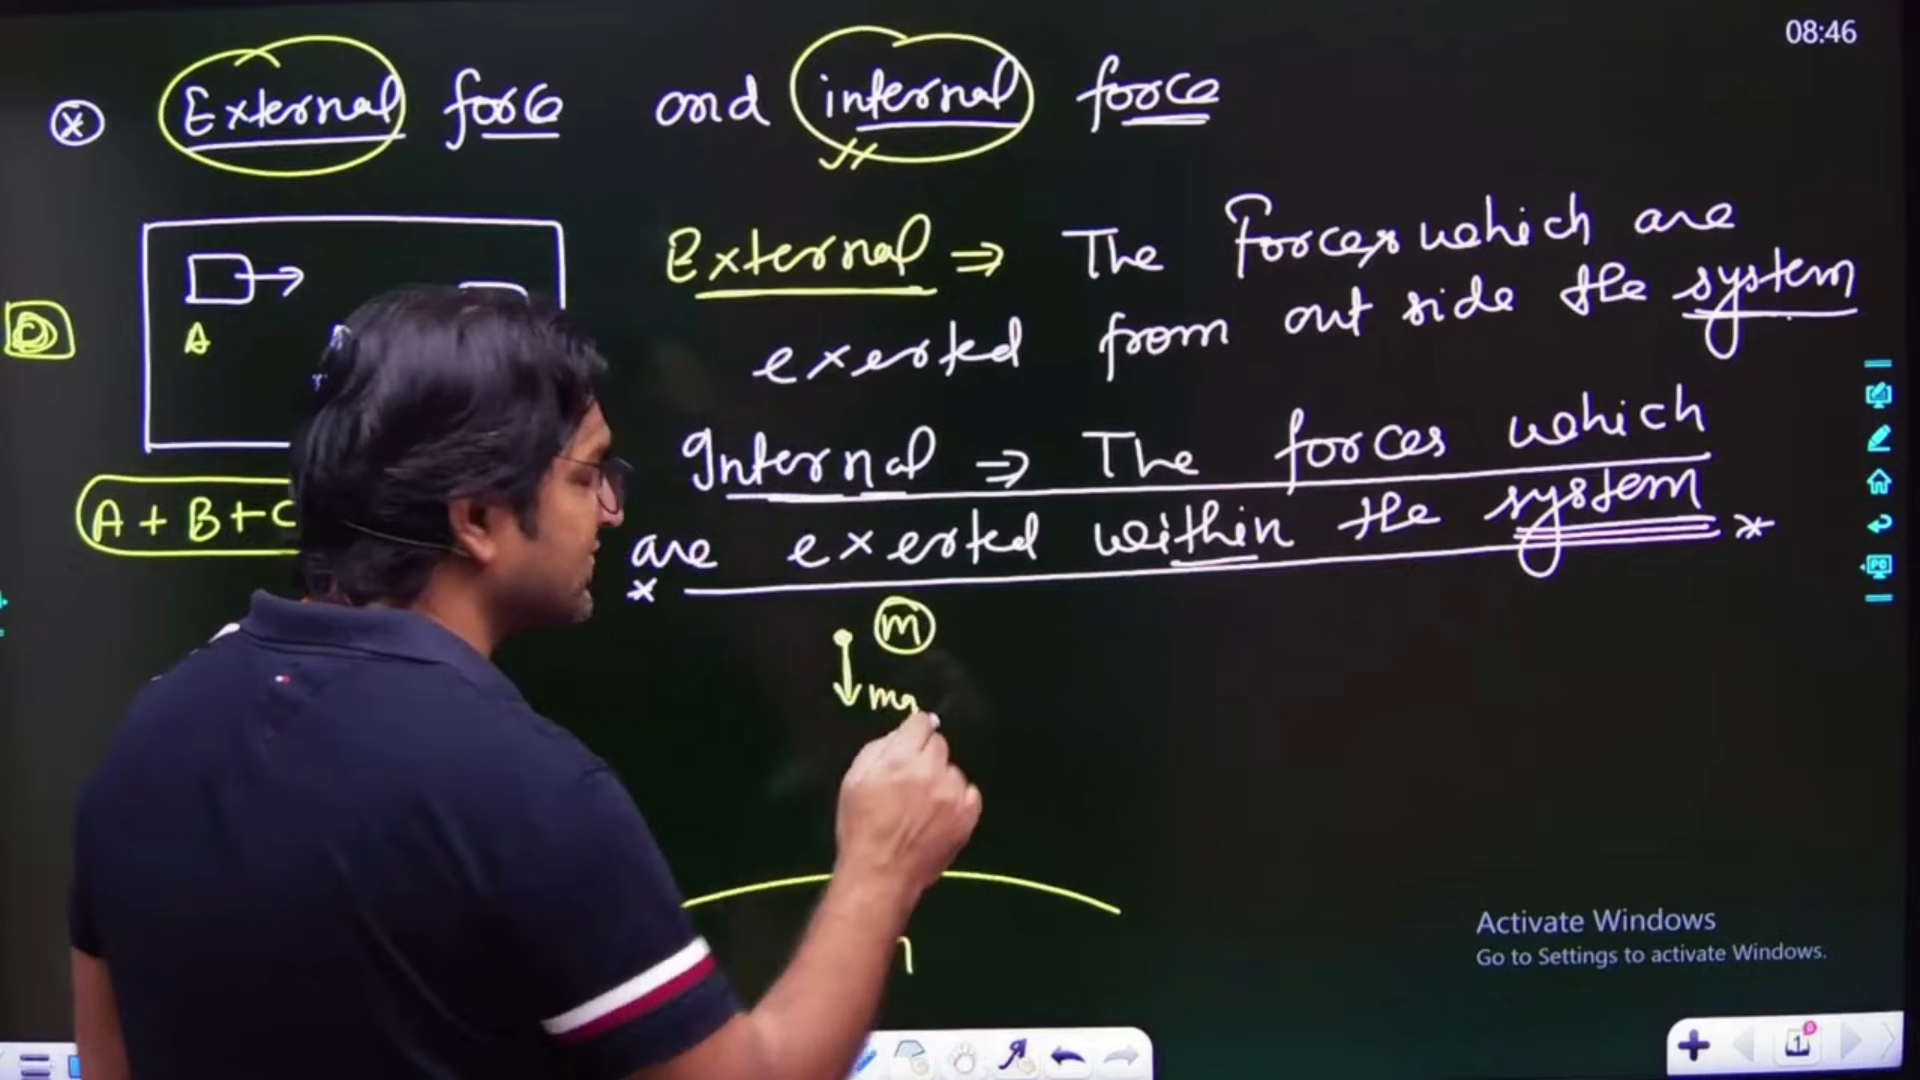 08:46
External force and internal force
External ⇒ The Forces which are
exerted from out side the system
A
D
Internal ⇒ The forces which
are exerted within the system
A + B + C
m
mg
Activate Windows
Go to Settings to activate Windows.